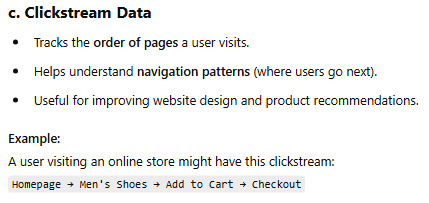 c. Clickstream Data
• Tracks the order of pages a user visits.
• Helps understand navigation patterns (where users go next).
• Useful for improving website design and product recommendations.
Example:
A user visiting an online store might have this clickstream:
Homepage → Men's Shoes → Add to Cart → Checkout